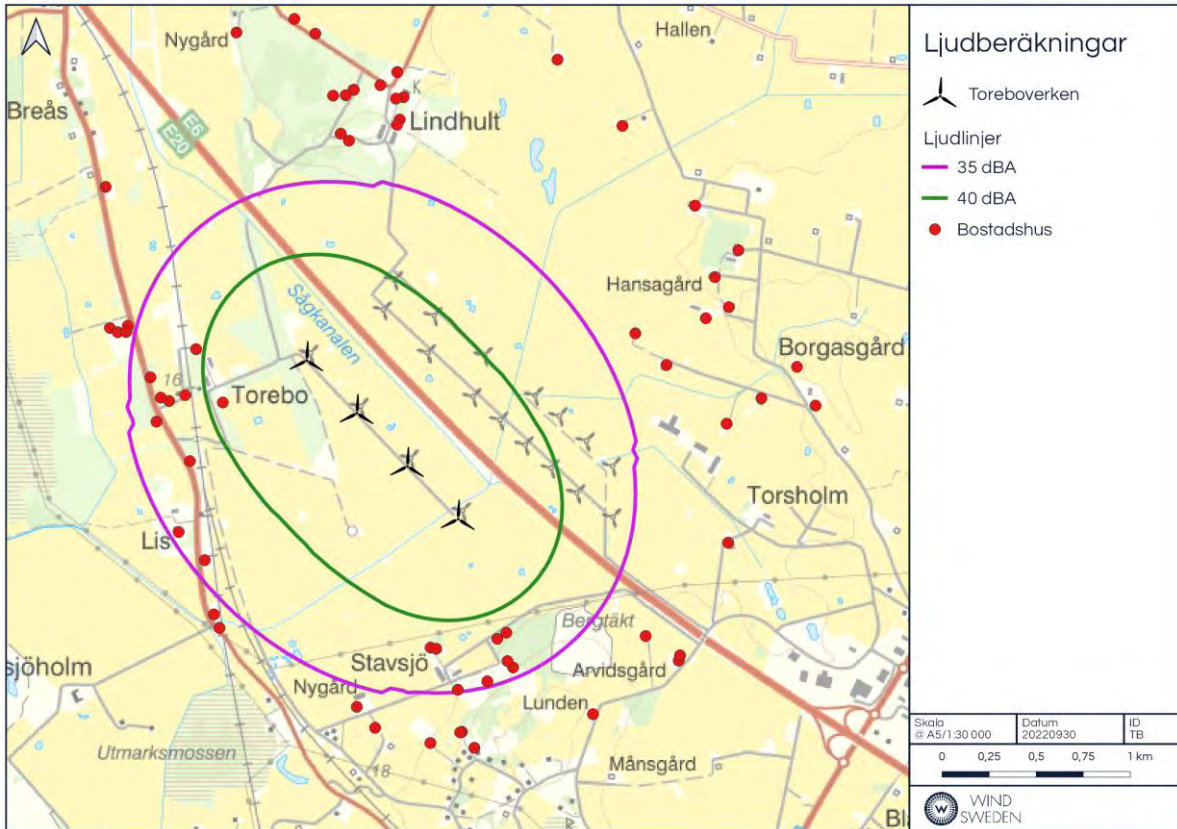 Nygård
Hallen
Breås
E6
E20
K
Lindhult
Sågkanalen
Hansagård
Borgasgård
16
Torebo
Torsholm
Lis
Bergtäkt
sjöholm
Stavsjö
Arvidsgård
Nygård
Lunden
Utmarksmossen
18
Månsgård
Bl
Ljudberäkningar
Toreboverken
Ljudlinjer
35 dBA
40 dBA
Bostadshus
Skala
@ A5/1:30 000
Datum
20220930
ID
TB
0 0,25 0,5 0,75 1 km
W
WIND
SWEDEN